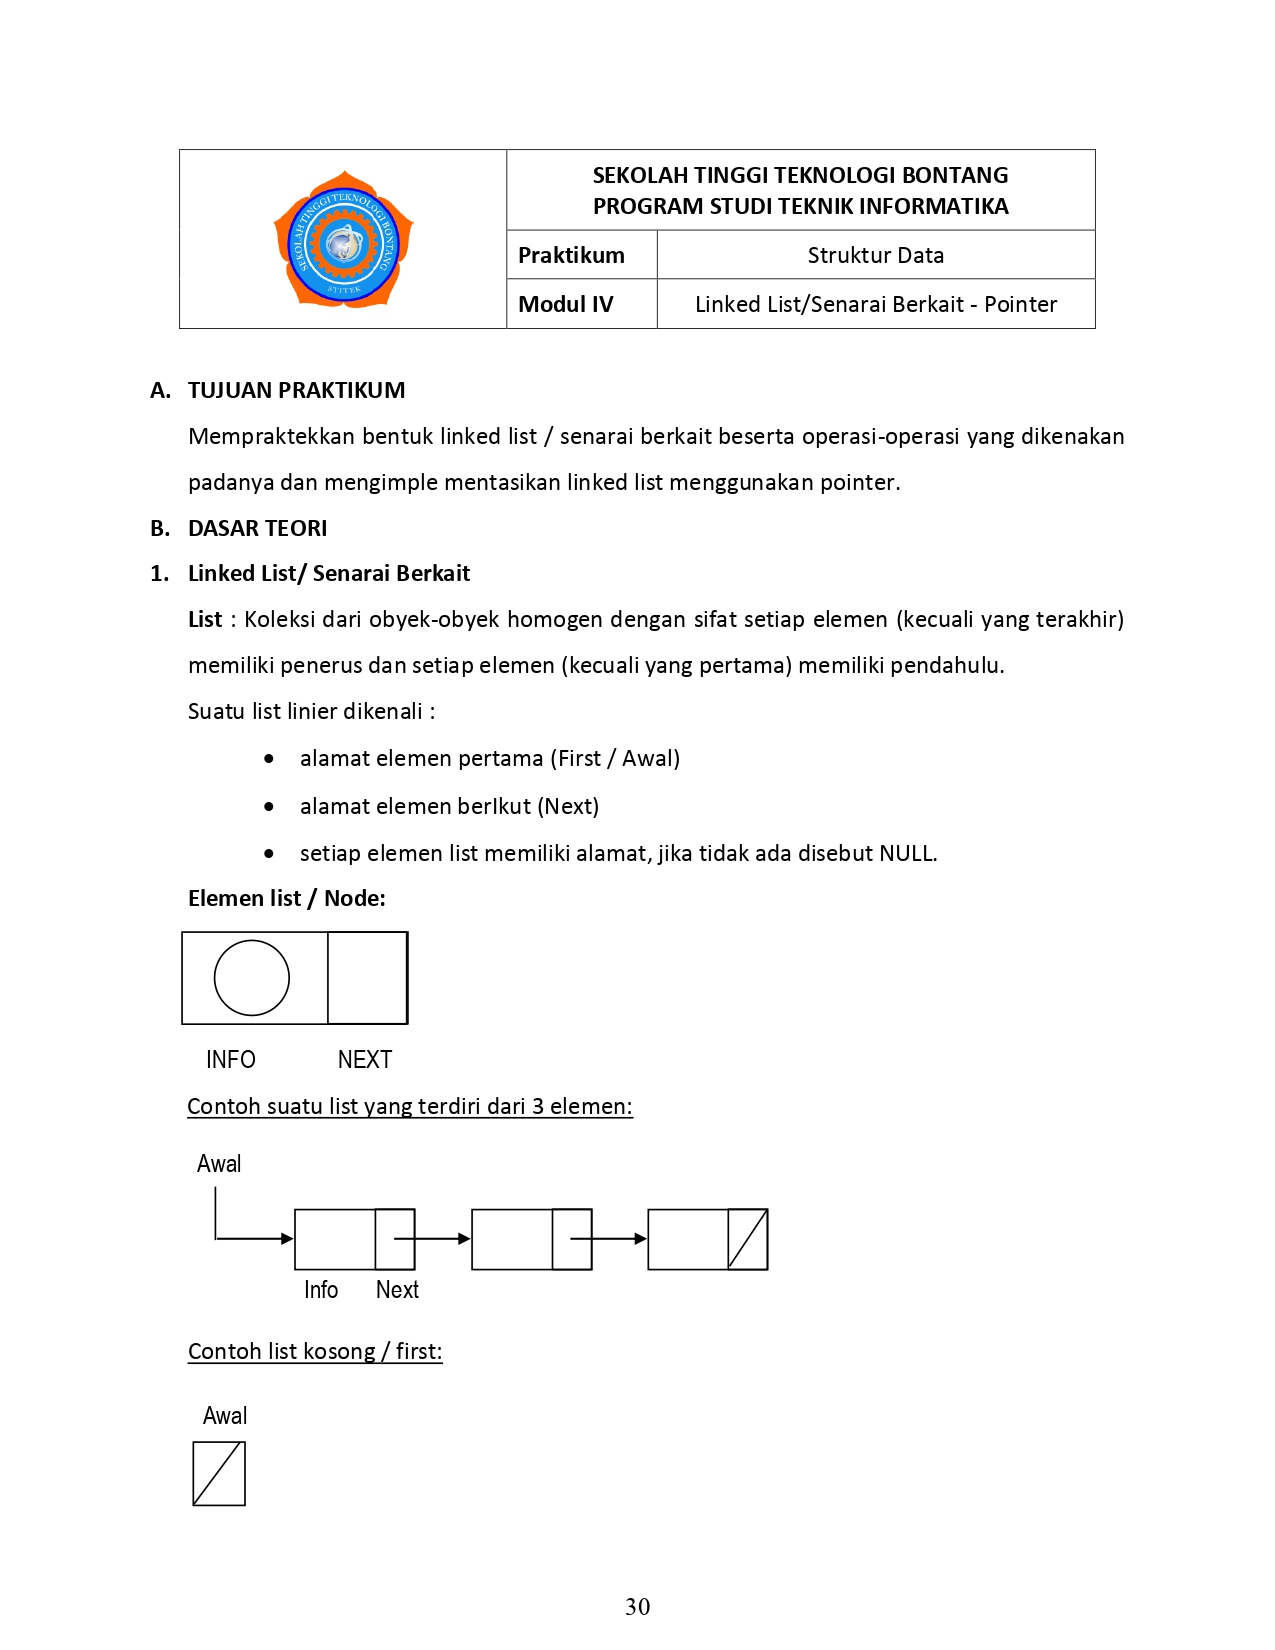 SEKOLAH TINGGI TEKNOLOGI BONTANG
STITEK
SEKOLAH TINGGI TEKNOLOGI BONTANG
PROGRAM STUDI TEKNIK INFORMATIKA
Praktikum Struktur Data
Modul IV Linked List/Senarai Berkait - Pointer
A. TUJUAN PRAKTIKUM
Mempraktekkan bentuk linked list / senarai berkait beserta operasi-operasi yang dikenakan
padanya dan mengimple mentasikan linked list menggunakan pointer.
B. DASAR TEORI
1. Linked List/ Senarai Berkait
List : Koleksi dari obyek-obyek homogen dengan sifat setiap elemen (kecuali yang terakhir)
memiliki penerus dan setiap elemen (kecuali yang pertama) memiliki pendahulu.
Suatu list linier dikenali :
• alamat elemen pertama (First / Awal)
• alamat elemen berIkut (Next)
• setiap elemen list memiliki alamat, jika tidak ada disebut NULL.
Elemen list / Node:
INFO NEXT
Contoh suatu list yang terdiri dari 3 elemen:
Awal
Info Next
Contoh list kosong / first:
Awal
30